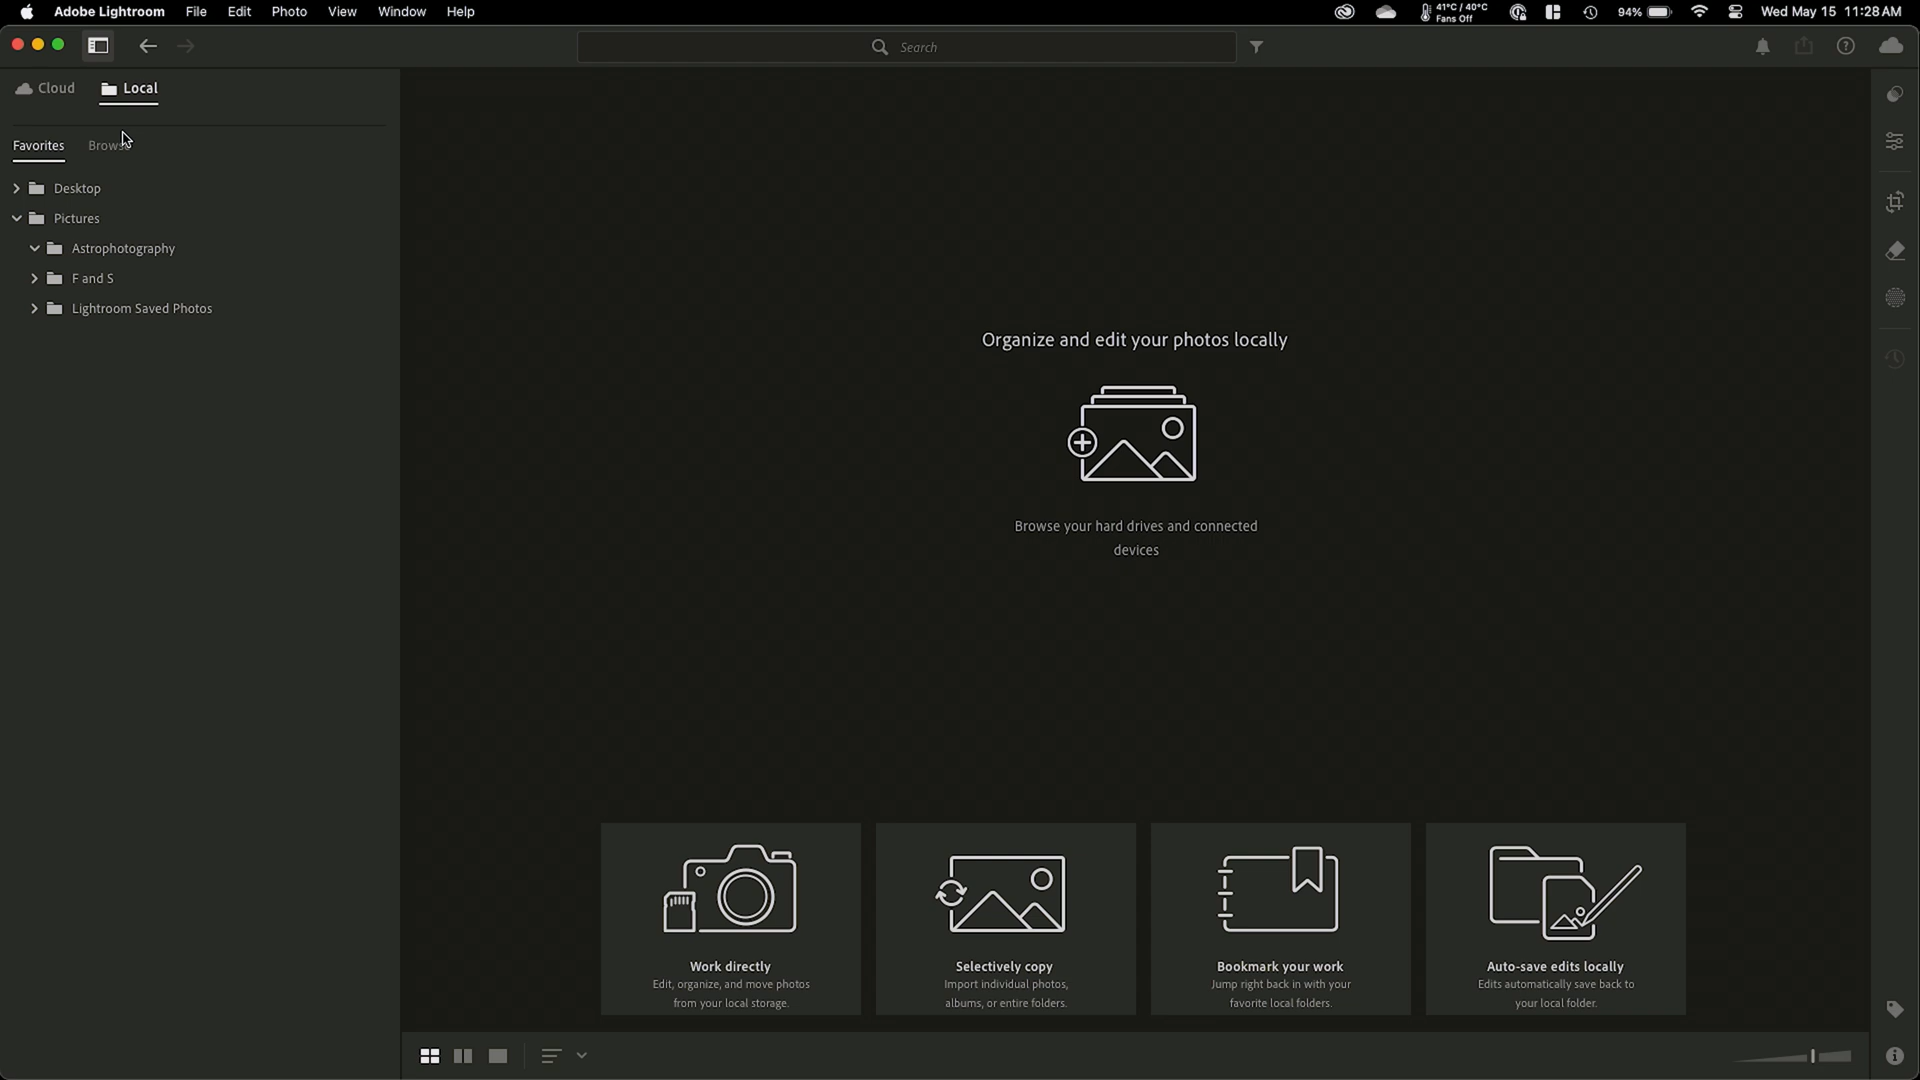 Adobe Lightroom File Edit Photo View Window Help
41°C / 40°C
Fans Off
94%
Wed May 15 11:28 AM
Search
Cloud Local
Favorites
Desktop
Pictures
Astrophotography
F and S
Lightroom Saved Photos
Organize and edit your photos locally
Browse your hard drives and connected
devices
Work directly
Edit, organize, and move photos
from your local storage.
Selectively copy
Import individual photos,
albums, or entire folders.
Bookmark your work
Jump right back in with your
favorite local folders.
Auto-save edits locally
Edits automatically save back to
your local folder.